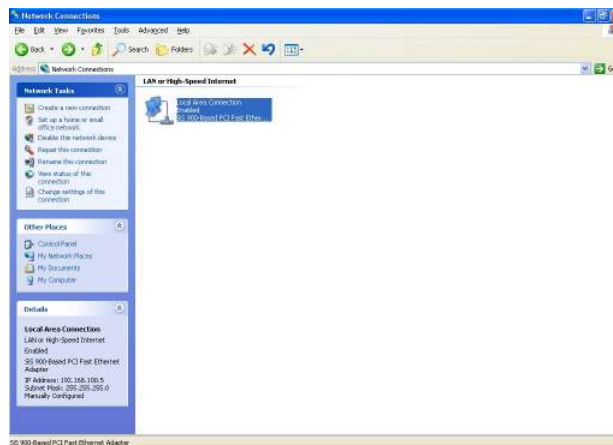 Network Connections
File Edit View Favorites Tools Advanced Help
Back Search Folders
Address Network Connections
Network Tasks
Create a new connection
Set up a home or small
office network
Disable this network device
Repair this connection
Rename this connection
View status of this
connection
Change settings of this
connection
Other Places
Control Panel
My Network Places
My Documents
My Computer
Details
Local Area Connection
LAN or High-Speed Internet
Enabled
SiS 900-Based PCI Fast Ethernet
Adapter
IP Address: 192.168.100.5
Subnet Mask: 255.255.255.0
Manually Configured
LAN or High-Speed Internet
Local Area Connection
Enabled
SiS 900-Based PCI Fast Ether...
SiS 900-Based PCI Fast Ethernet Adapter